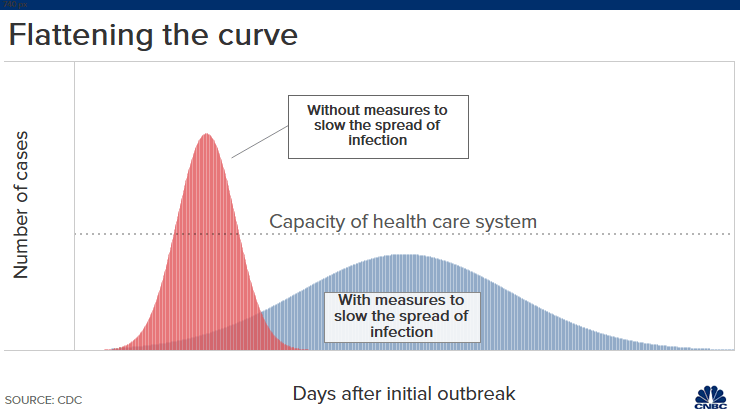 Flattening the curve
Without measures to
slow the spread of
infection
Number of cases
Capacity of health care system
With measures to
slow the spread of
infection
Days after initial outbreak
SOURCE: CDC
CNBC